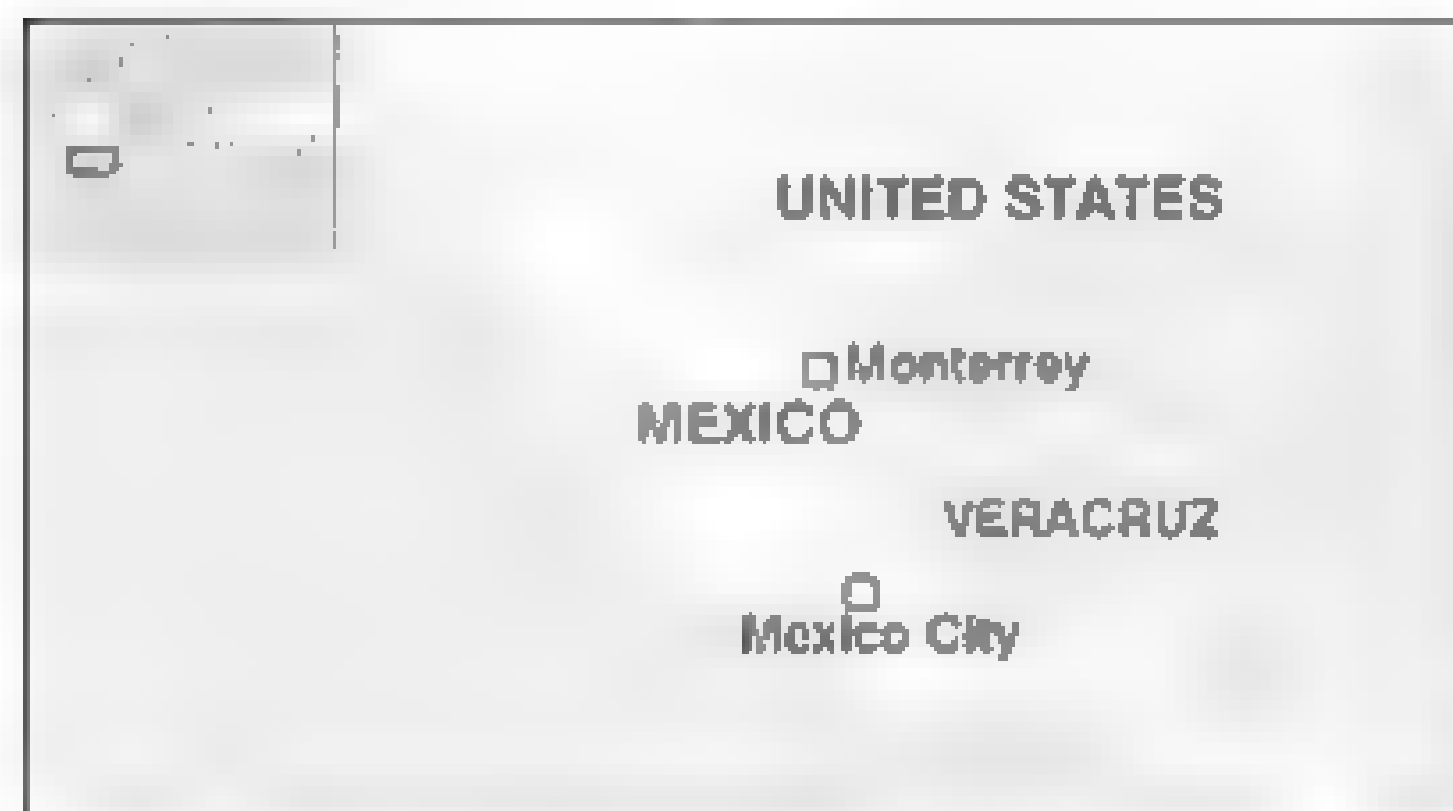 UNITED STATES
Monterrey
MEXICO
VERACRUZ
Mexico City